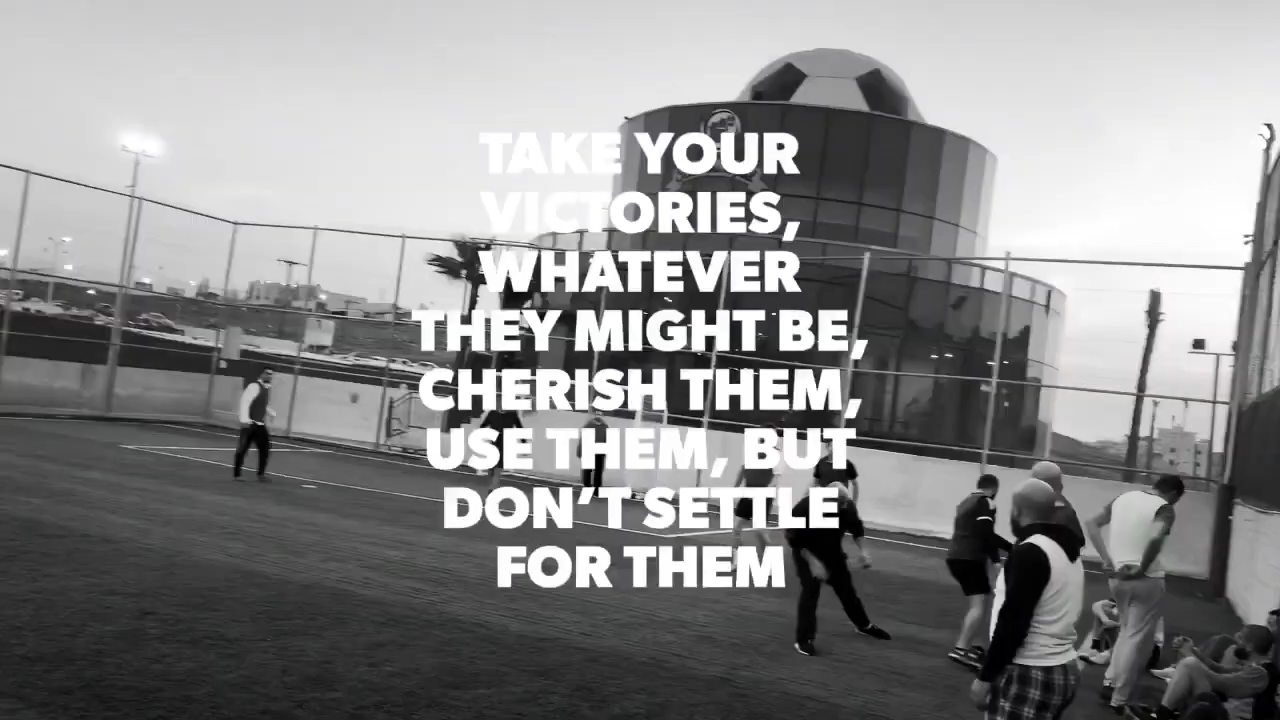 TAKE YOUR
VICTORIES,
WHATEVER
THEY MIGHT BE,
CHERISH THEM,
USE THEM, BUT
DON'T SETTLE
FOR THEM